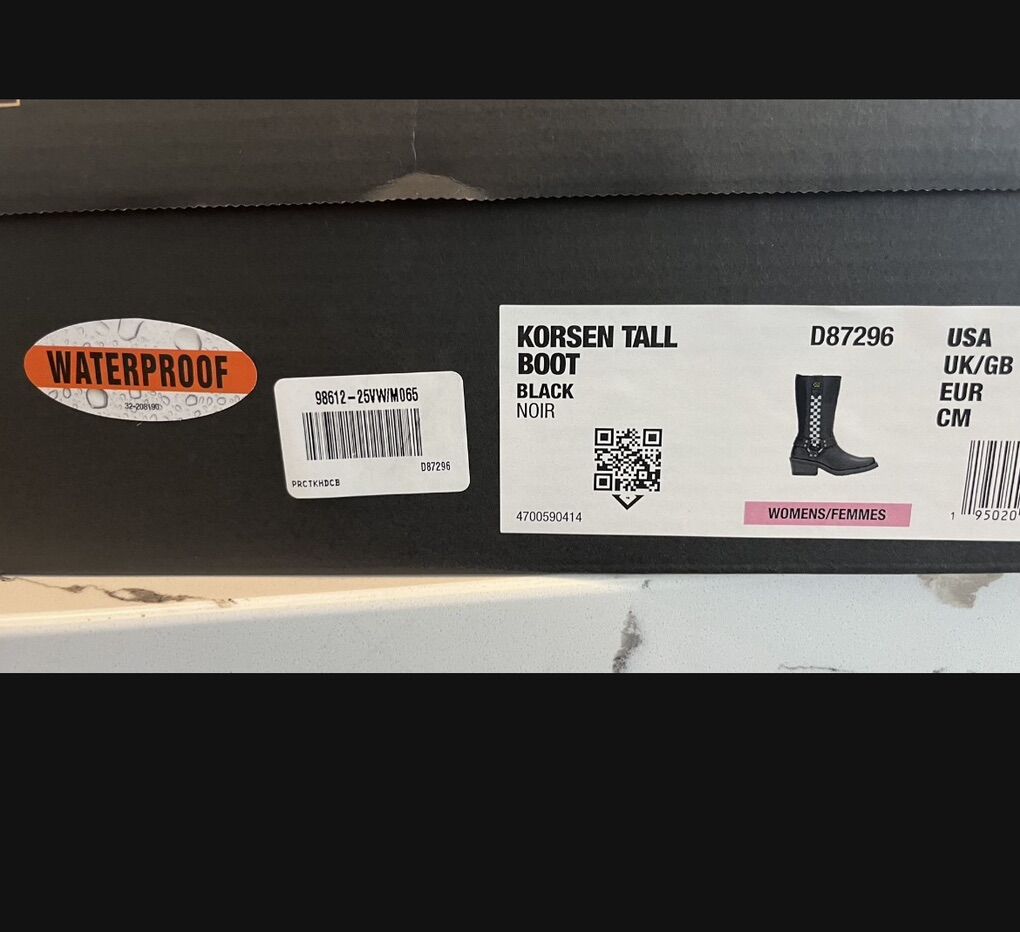 WATERPROOF
32-208190
98612-25VW/M065
D87296
PRCTKHDCB
KORSEN TALL
BOOT
BLACK
NOIR
4700590414
D87296
WOMENS/FEMMES
USA
UK/GB
EUR
CM
1 95020